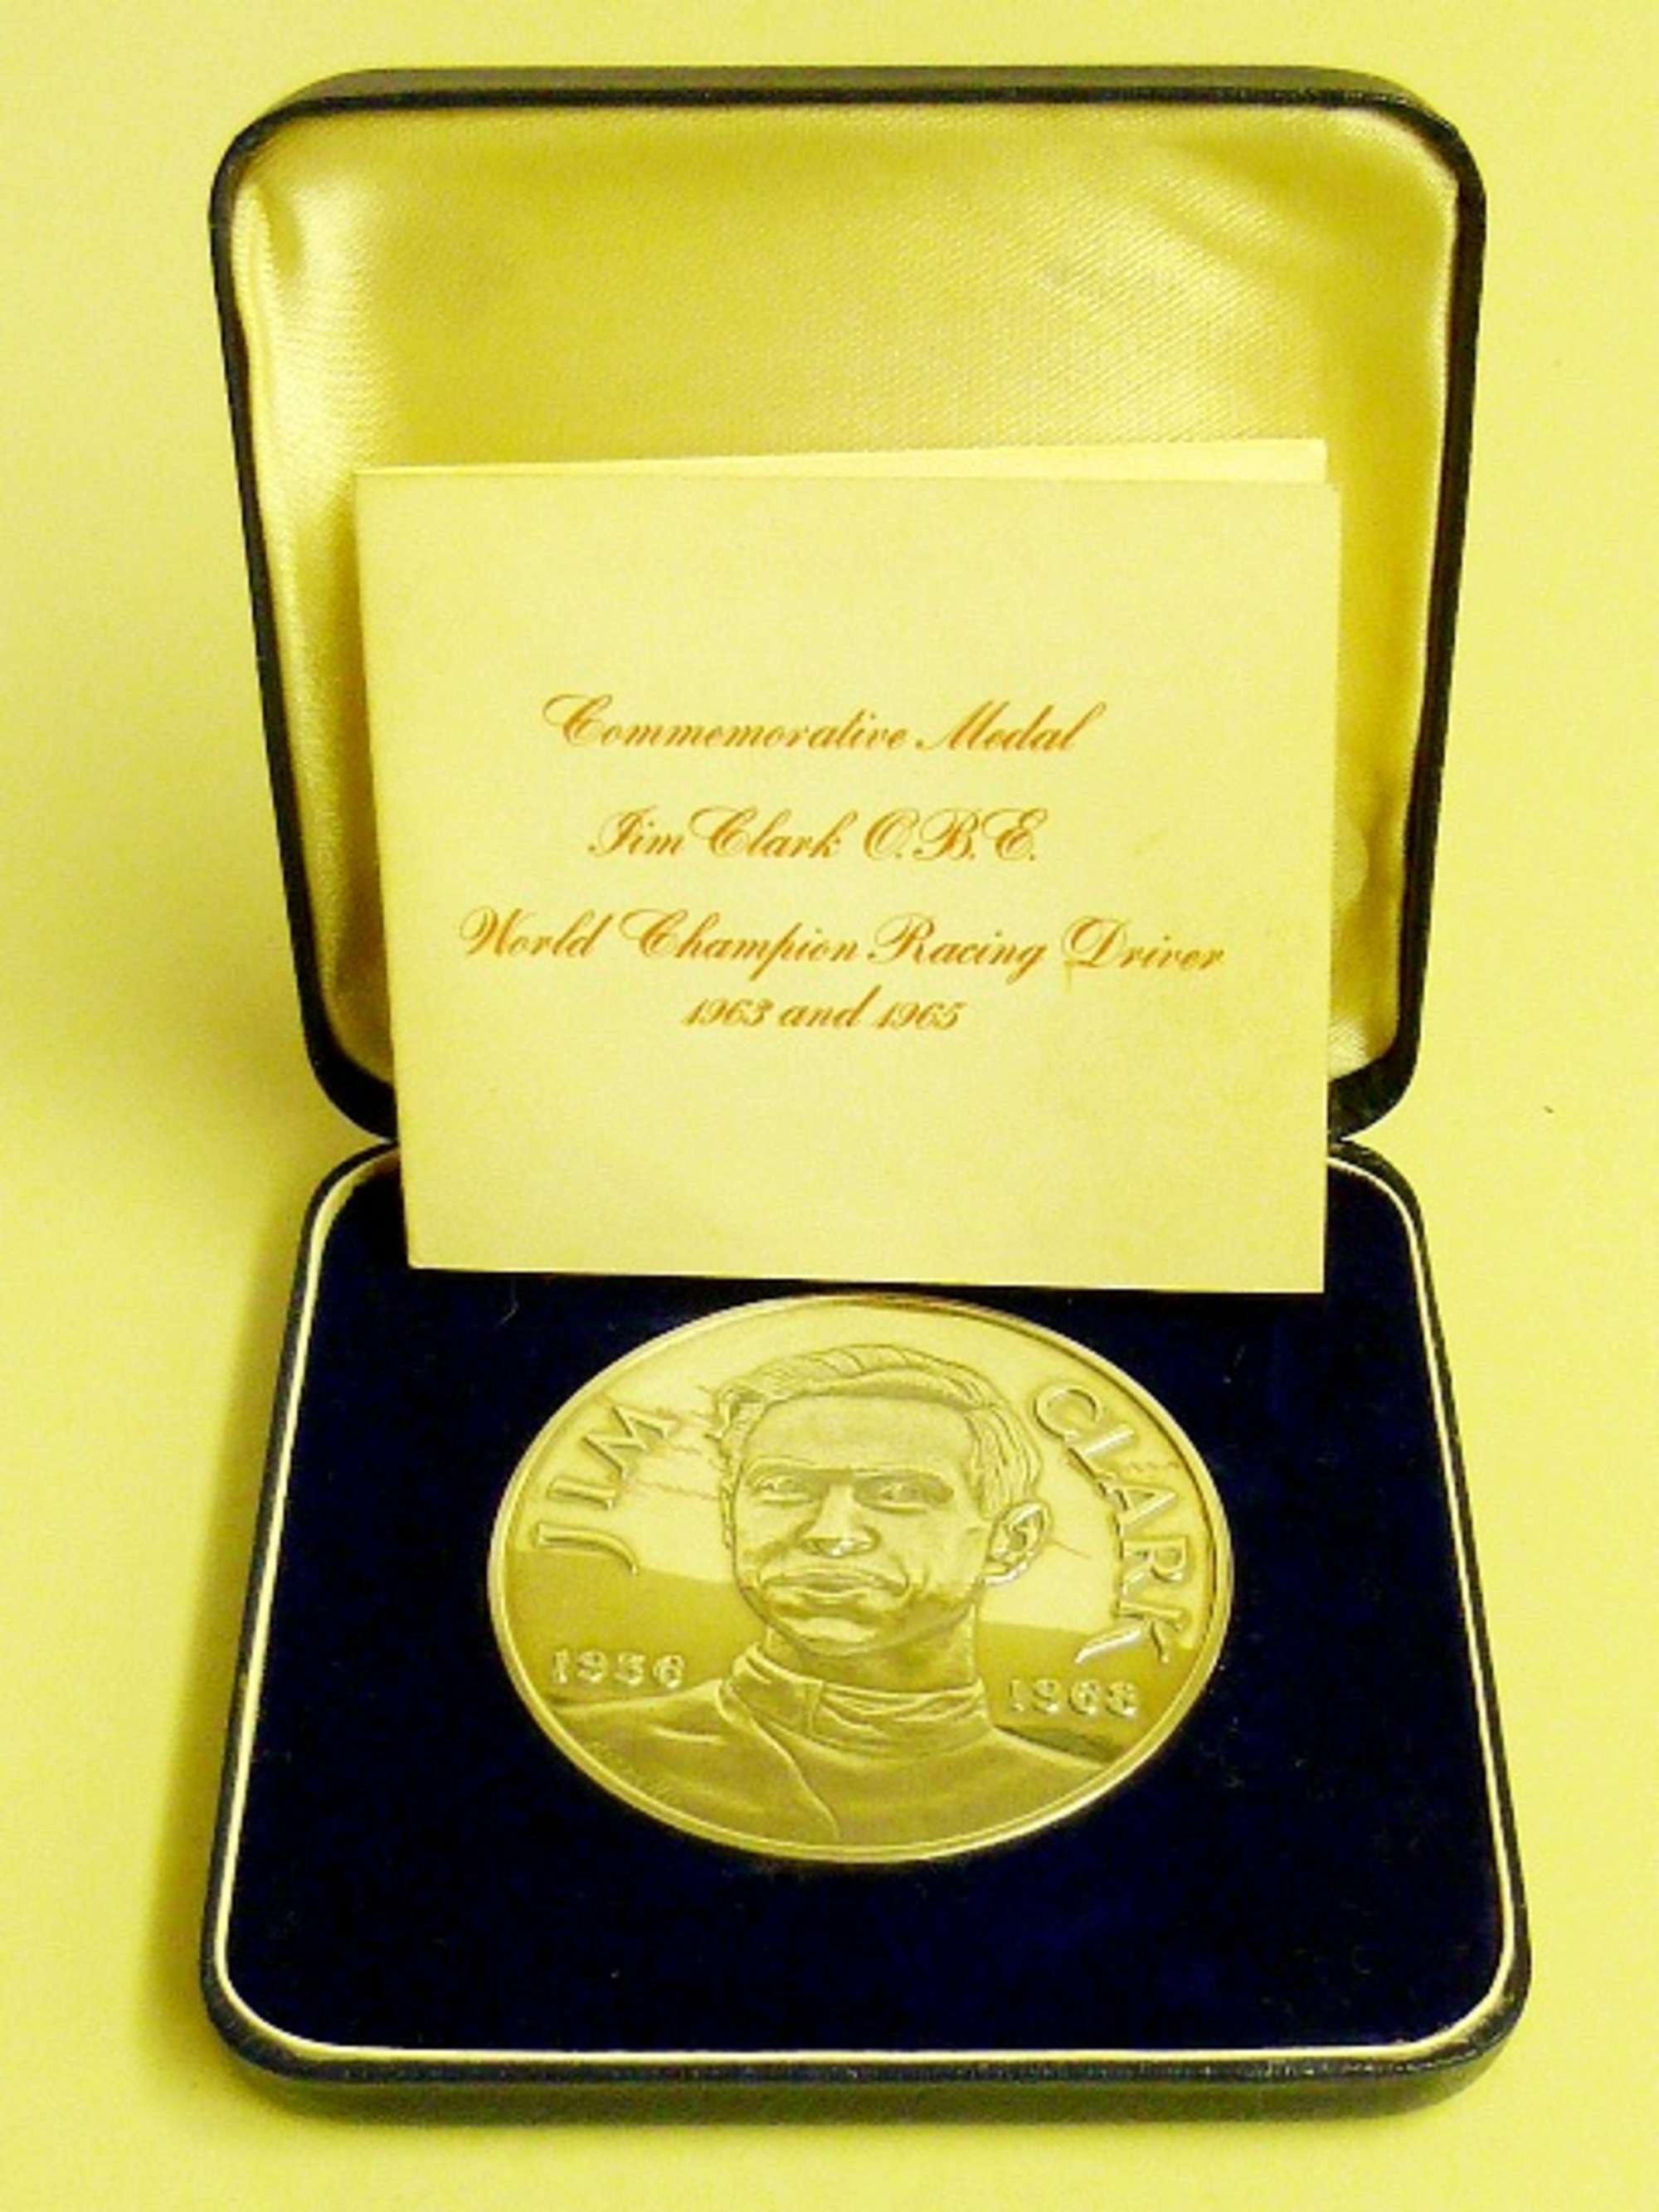 Commemorative Medal
Jim Clark O.B.E.
World Champion Racing Driver
1963 and 1965
JIM CLARK
1936 1968